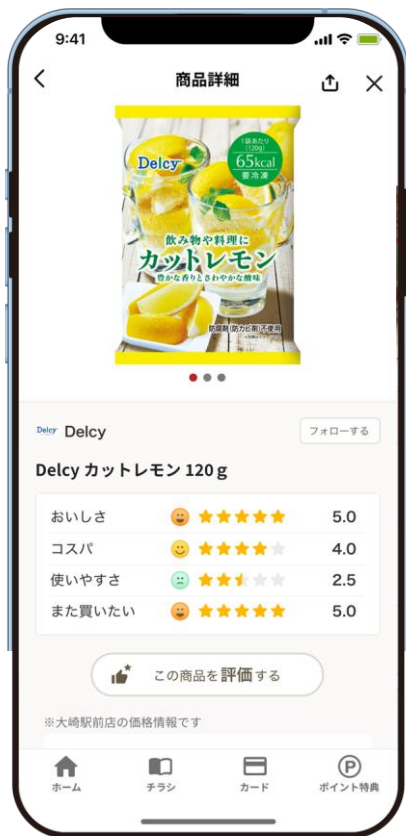 9:41
商品詳細
Delcy
1袋あたり
(120g)
65kcal
要冷凍
飲み物や料理に
カットレモン
豊かな香りとさわやかな酸味
防腐剤(防カビ剤)不使用
Delcy Delcy
フォローする
Delcy カットレモン 120g
おいしさ 5.0
コスパ 4.0
使いやすさ 2.5
また買いたい 5.0
この商品を評価する
※大崎駅前店の価格情報です
ホーム チラシ カード ポイント特典